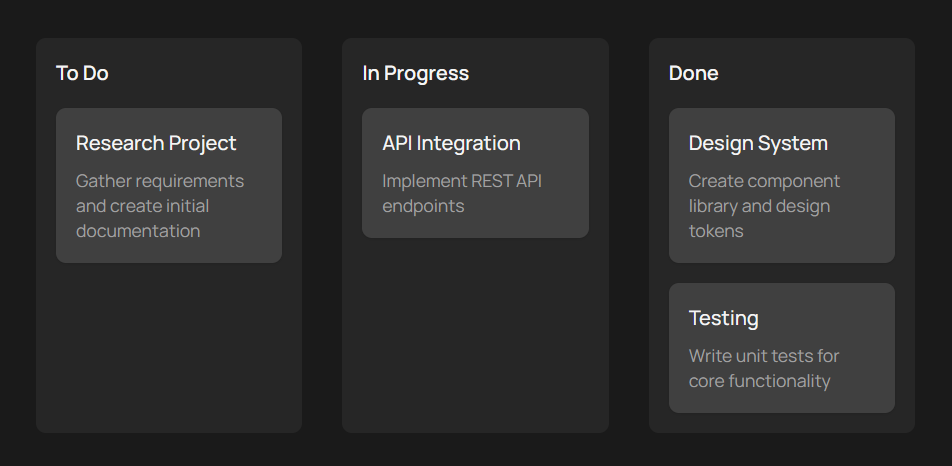 To Do
Research Project
Gather requirements
and create initial
documentation
In Progress
API Integration
Implement REST API
endpoints
Done
Design System
Create component
library and design
tokens
Testing
Write unit tests for
core functionality